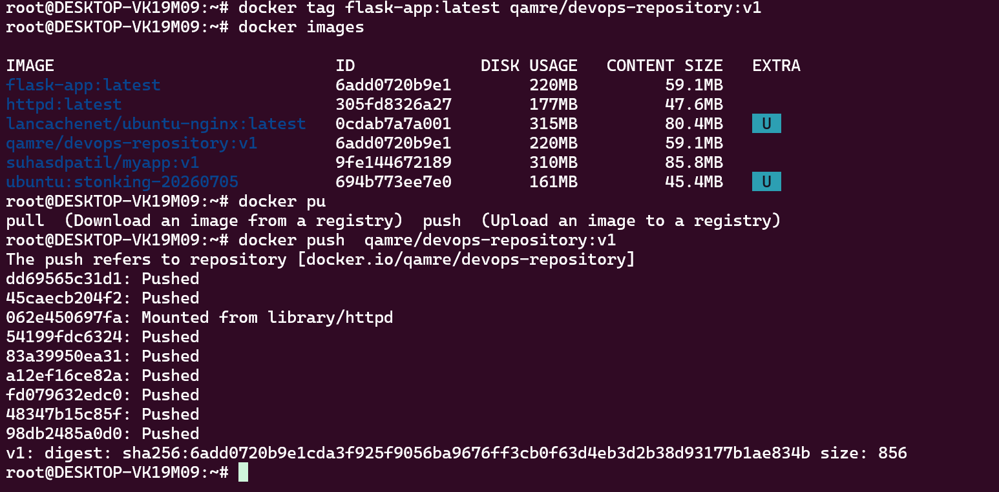 root@DESKTOP-VK19M09:~# docker tag flask-app:latest qamre/devops-repository:v1
root@DESKTOP-VK19M09:~# docker images
IMAGE ID DISK USAGE CONTENT SIZE EXTRA
flask-app:latest 6add0720b9e1 220MB 59.1MB
httpd:latest 305fd8326a27 177MB 47.6MB
lancachenet/ubuntu-nginx:latest 0cdab7a7a001 315MB 80.4MB U
qamre/devops-repository:v1 6add0720b9e1 220MB 59.1MB
suhasdpatil/myapp:v1 9fe144672189 310MB 85.8MB
ubuntu:stonking-20260705 694b773ee7e0 161MB 45.4MB U
root@DESKTOP-VK19M09:~# docker pu
pull (Download an image from a registry) push (Upload an image to a registry)
root@DESKTOP-VK19M09:~# docker push qamre/devops-repository:v1
The push refers to repository [docker.io/qamre/devops-repository]
dd69565c31d1: Pushed
45caecb204f2: Pushed
062e450697fa: Mounted from library/httpd
54199fdc6324: Pushed
83a39950ea31: Pushed
a12ef16ce82a: Pushed
fd079632edc0: Pushed
48347b15c85f: Pushed
98db2485a0d0: Pushed
v1: digest: sha256:6add0720b9e1cda3f925f9056ba9676ff3cb0f63d4eb3d2b38d93177b1ae834b size: 856
root@DESKTOP-VK19M09:~#